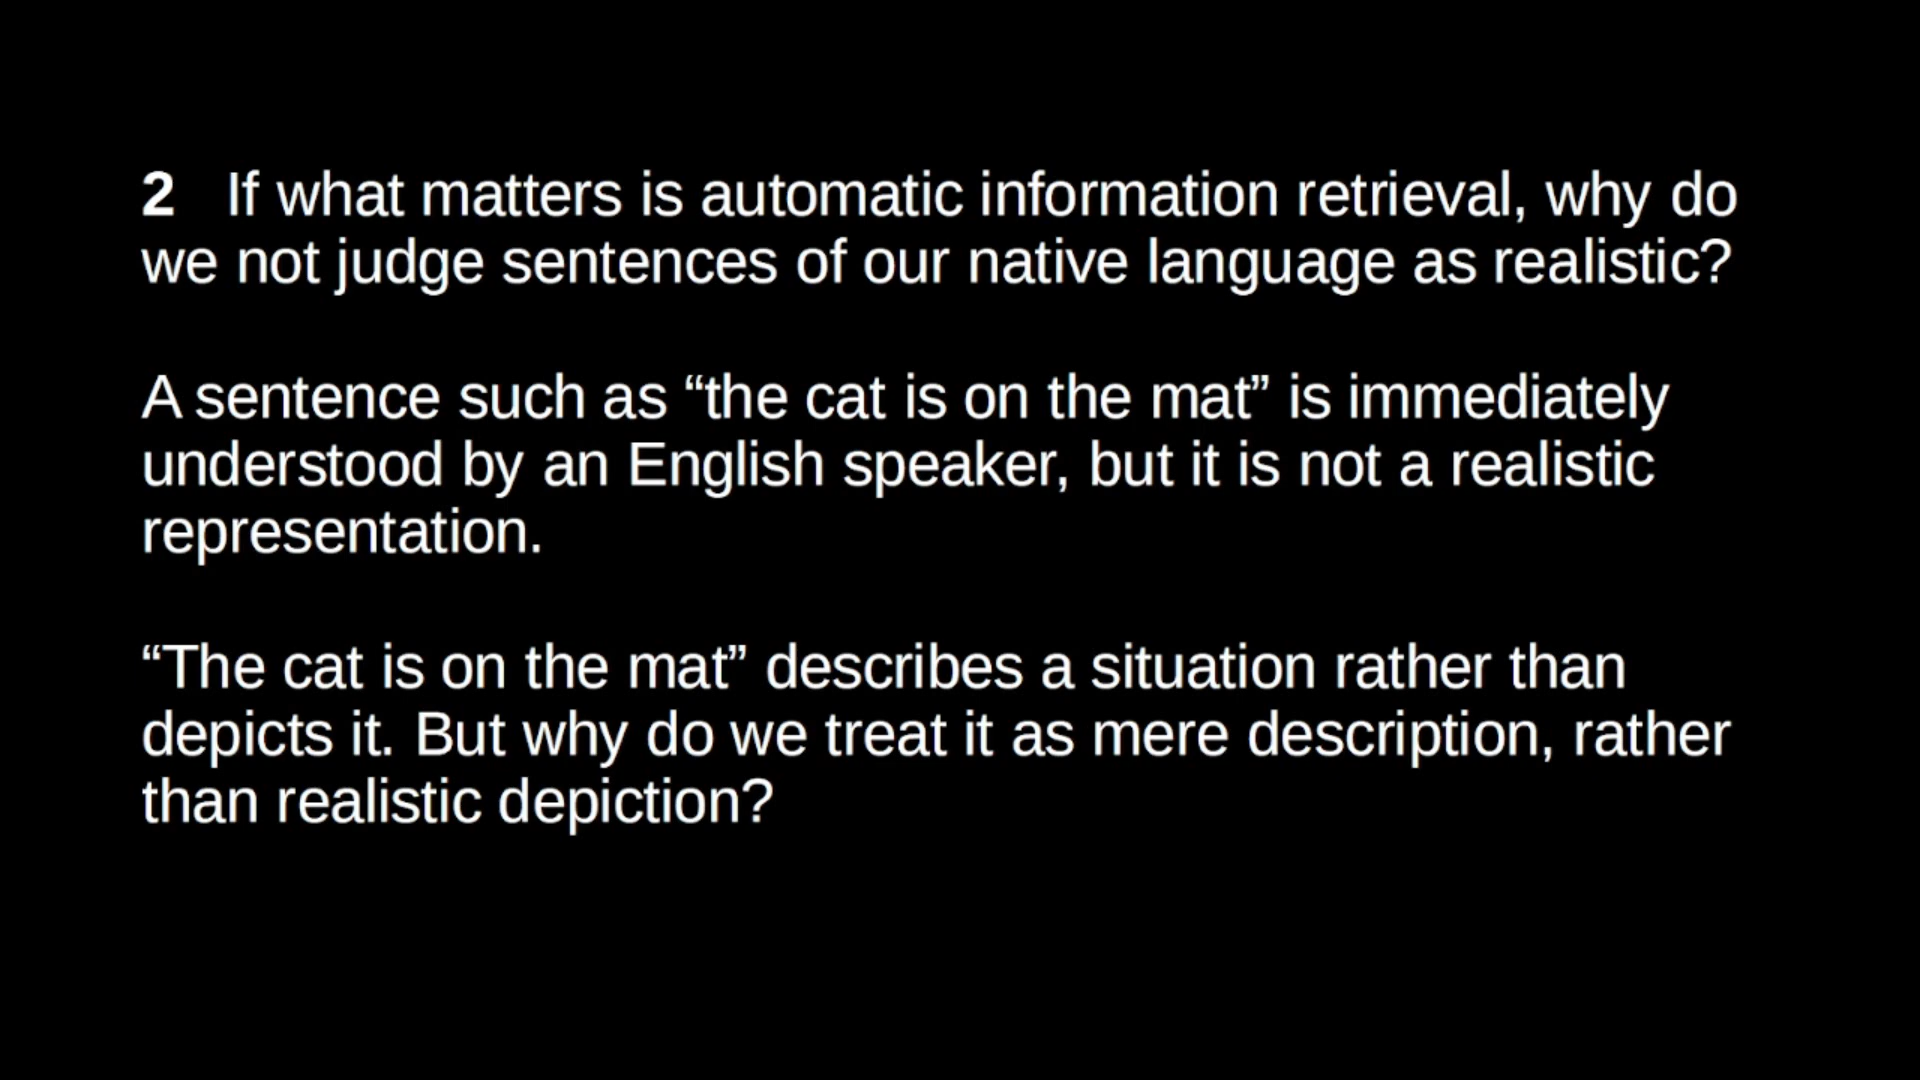 2 If what matters is automatic information retrieval, why do
we not judge sentences of our native language as realistic?
A sentence such as “the cat is on the mat” is immediately
understood by an English speaker, but it is not a realistic
representation.
“The cat is on the mat” describes a situation rather than
depicts it. But why do we treat it as mere description, rather
than realistic depiction?